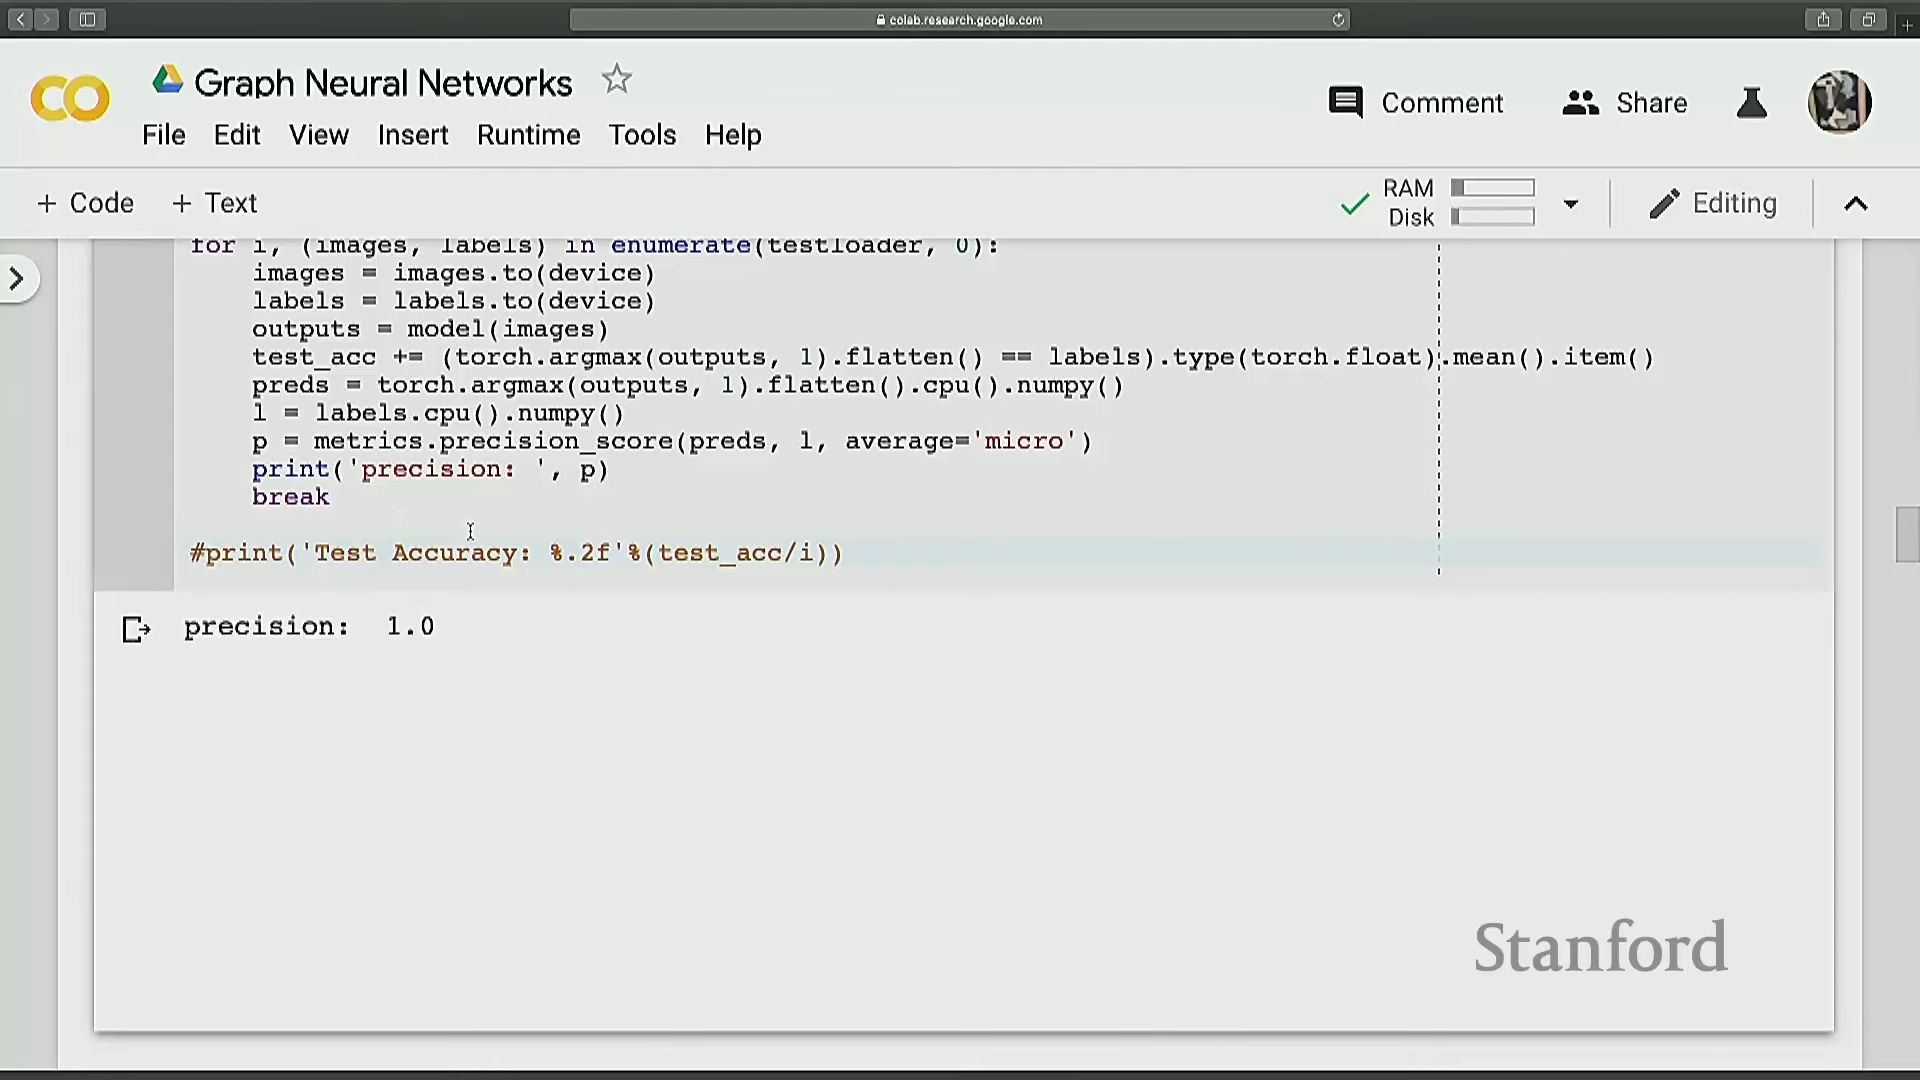 colab.research.google.com
CO
Graph Neural Networks
Comment
Share
File Edit View Insert Runtime Tools Help
+ Code + Text
RAM
Disk
Editing
for i, (images, labels) in enumerate(testloader, 0):
images = images.to(device)
labels = labels.to(device)
outputs = model(images)
test_acc += (torch.argmax(outputs, 1).flatten() == labels).type(torch.float).mean().item()
preds = torch.argmax(outputs, 1).flatten().cpu().numpy()
l = labels.cpu().numpy()
p = metrics.precision_score(preds, l, average='micro')
print('precision: ', p)
break
#print('Test Accuracy: %.2f'%(test_acc/i))
precision: 1.0
Stanford